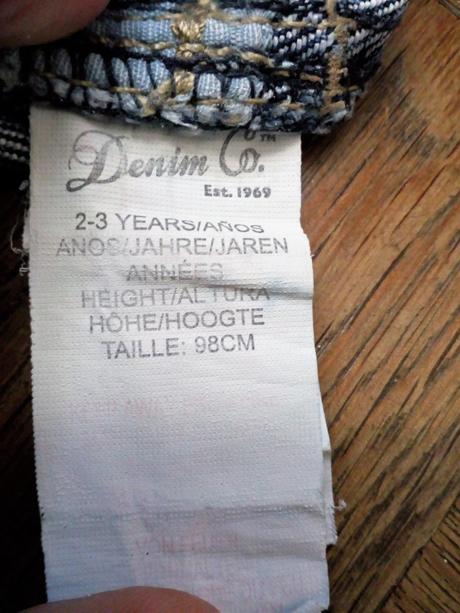 Denim Co.™
Est. 1969
2-3 YEARS/AÑOS
ANOS/JAHRE/JAREN
ANNÉES
HEIGHT/ALTURA
HÖHE/HOOGTE
TAILLE: 98CM